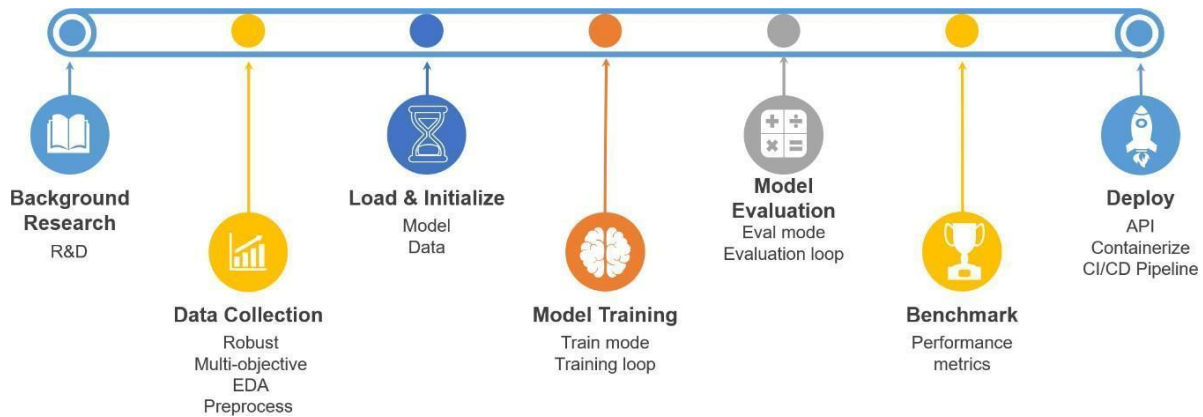 Background
Research
R&D
Data Collection
Robust
Multi-objective
EDA
Preprocess
Load & Initialize
Model
Data
Model Training
Train mode
Training loop
Model
Evaluation
Eval mode
Evaluation loop
Benchmark
Performance
metrics
Deploy
API
Containerize
CI/CD Pipeline